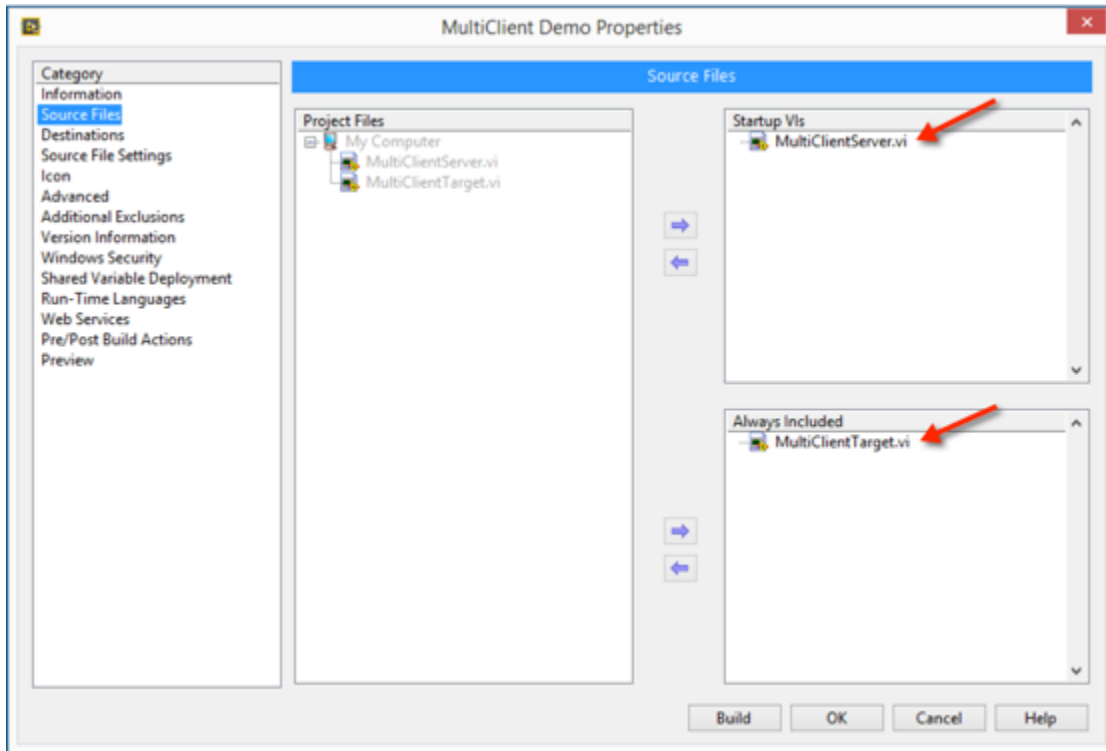 MultiClient Demo Properties
Category
Information
Source Files
Destinations
Source File Settings
Icon
Advanced
Additional Exclusions
Version Information
Windows Security
Shared Variable Deployment
Run-Time Languages
Web Services
Pre/Post Build Actions
Preview
Source Files
Project Files
My Computer
MultiClientServer.vi
MultiClientTarget.vi
Startup VIs
MultiClientServer.vi
Always Included
MultiClientTarget.vi
Build
OK
Cancel
Help